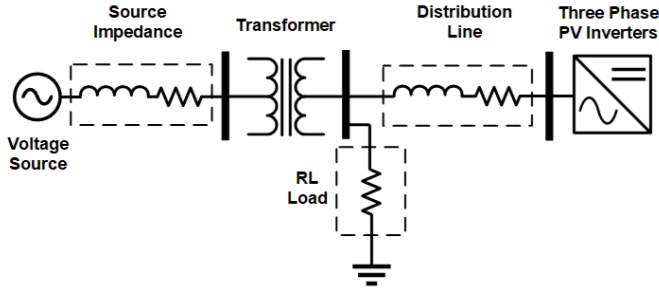 Source
Impedance
Transformer
Distribution
Line
Three Phase
PV Inverters
Voltage
Source
RL
Load